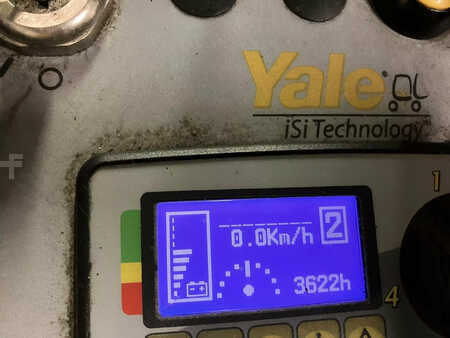 Yale
iSi Technology
0.0Km/h 2
3622h
1
4